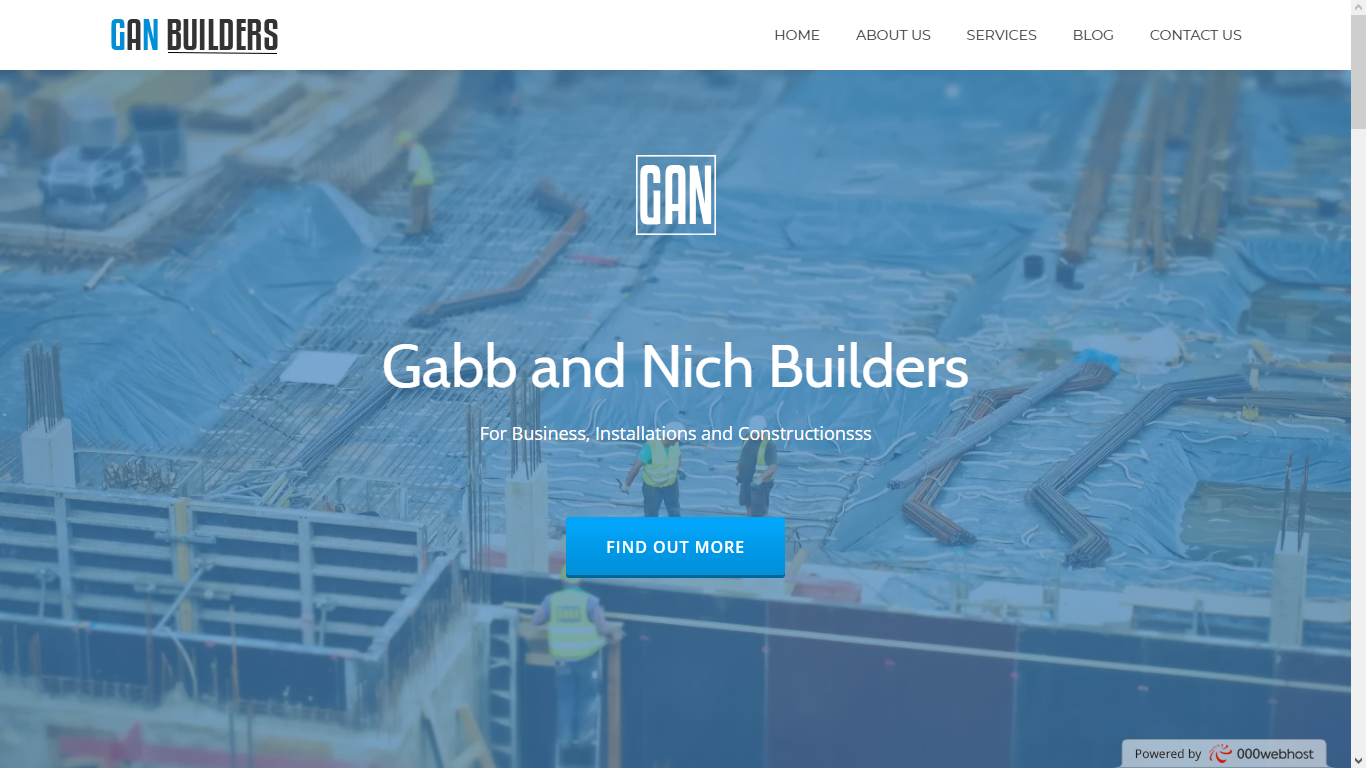 GAN BUILDERS
HOME ABOUT US SERVICES BLOG CONTACT US
GAN
Gabb and Nich Builders
For Business, Installations and Constructionsss
FIND OUT MORE
Powered by 000webhost